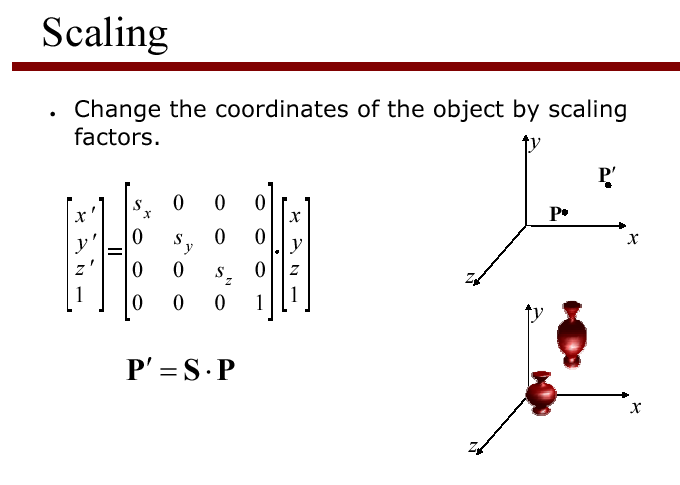 Scaling
• Change the coordinates of the object by scaling
factors.
[x′] = [s_x 0 0 0] · [x]
[y′] [0 s_y 0 0] [y]
[z′] [0 0 s_z 0] [z]
[1] [0 0 0 1] [1]
P′ = S · P
y
P′
P
x
z
y
x
z